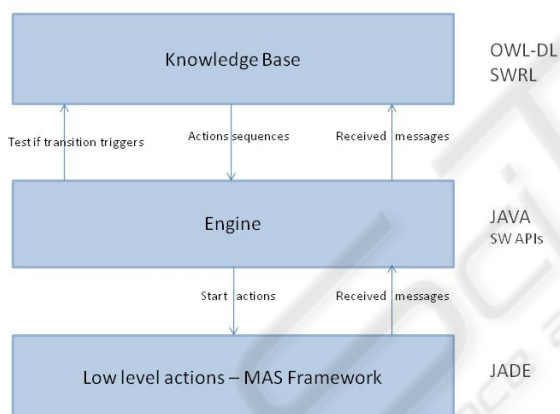 Knowledge Base
OWL-DL
SWRL
Test if transition triggers
Actions sequences
Received messages
Engine
JAVA
SW APIs
Start actions
Received messages
Low level actions – MAS Framework
JADE